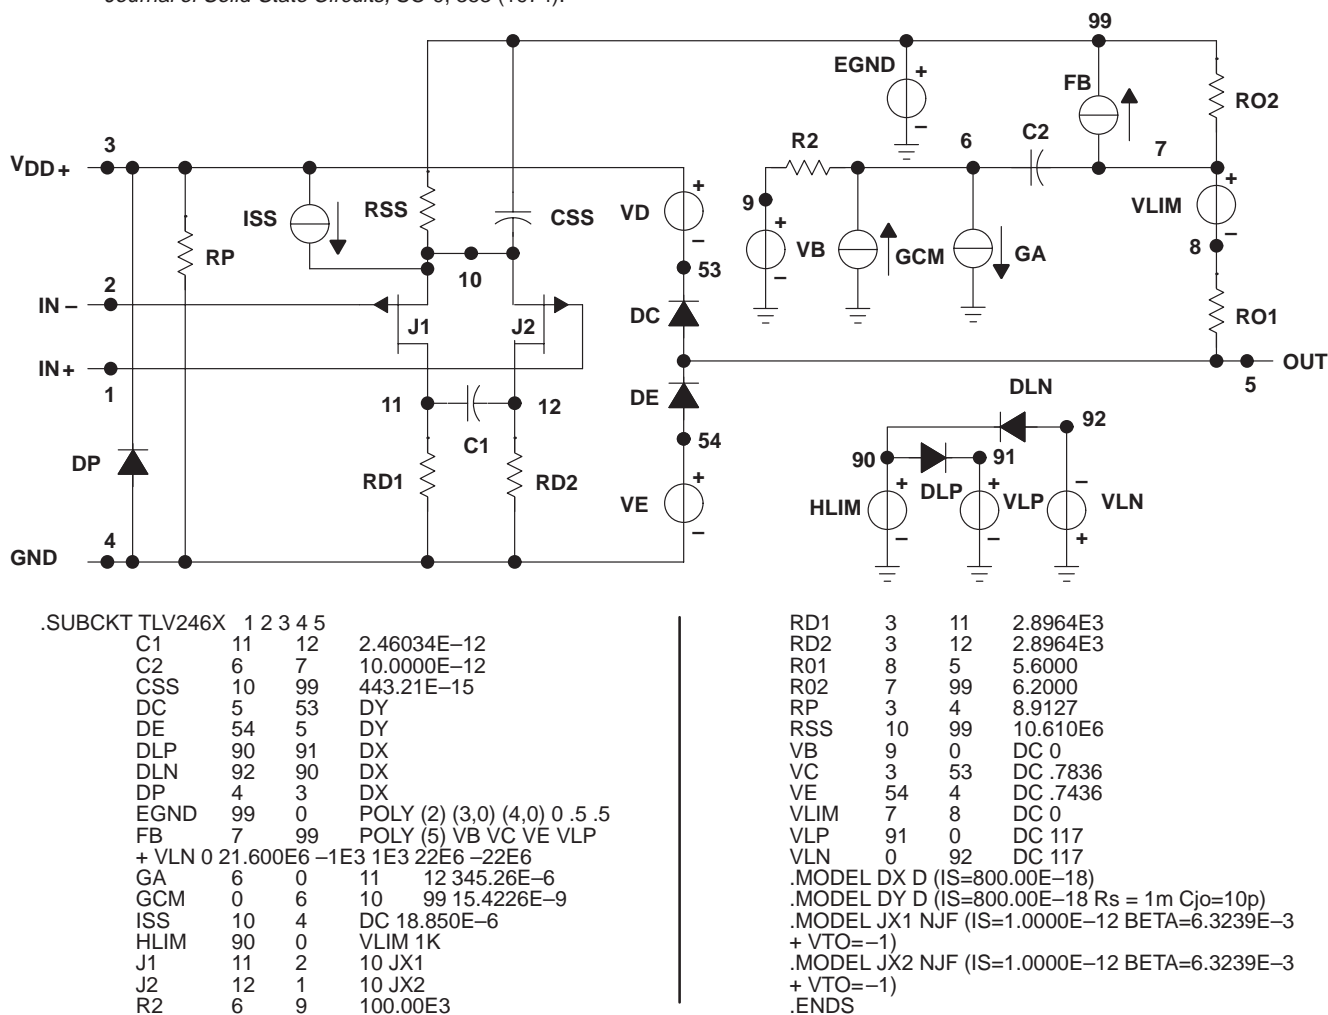 Journal of Solid-State Circuits, SC-9, 353 (1974).
99
EGND
+
–
FB
RO2
3
VDD+
R2
6
C2
7
ISS
RSS
CSS
VD
+
–
9
VB
+
–
GCM
GA
VLIM
+
–
8
RP
10
53
2
IN –
J1
J2
DC
RO1
IN+
1
OUT
5
11
12
C1
DE
54
DLN
92
DP
RD1
RD2
90
91
DLP
VE
+
–
HLIM
+
–
VLP
+
–
VLN
–
+
GND
4
.SUBCKT TLV246X 1 2 3 4 5
C1 11 12 2.46034E–12
C2 6 7 10.0000E–12
CSS 10 99 443.21E–15
DC 5 53 DY
DE 54 5 DY
DLP 90 91 DX
DLN 92 90 DX
DP 4 3 DX
EGND 99 0 POLY (2) (3,0) (4,0) 0 .5 .5
FB 7 99 POLY (5) VB VC VE VLP
+ VLN 0 21.600E6 –1E3 1E3 22E6 –22E6
GA 6 0 11 12 345.26E–6
GCM 0 6 10 99 15.4226E–9
ISS 10 4 DC 18.850E–6
HLIM 90 0 VLIM 1K
J1 11 2 10 JX1
J2 12 1 10 JX2
R2 6 9 100.00E3
RD1 3 11 2.8964E3
RD2 3 12 2.8964E3
R01 8 5 5.6000
R02 7 99 6.2000
RP 3 4 8.9127
RSS 10 99 10.610E6
VB 9 0 DC 0
VC 3 53 DC .7836
VE 54 4 DC .7436
VLIM 7 8 DC 0
VLP 91 0 DC 117
VLN 0 92 DC 117
.MODEL DX D (IS=800.00E–18)
.MODEL DY D (IS=800.00E–18 Rs = 1m Cjo=10p)
.MODEL JX1 NJF (IS=1.0000E–12 BETA=6.3239E–3
+ VTO=–1)
.MODEL JX2 NJF (IS=1.0000E–12 BETA=6.3239E–3
+ VTO=–1)
.ENDS